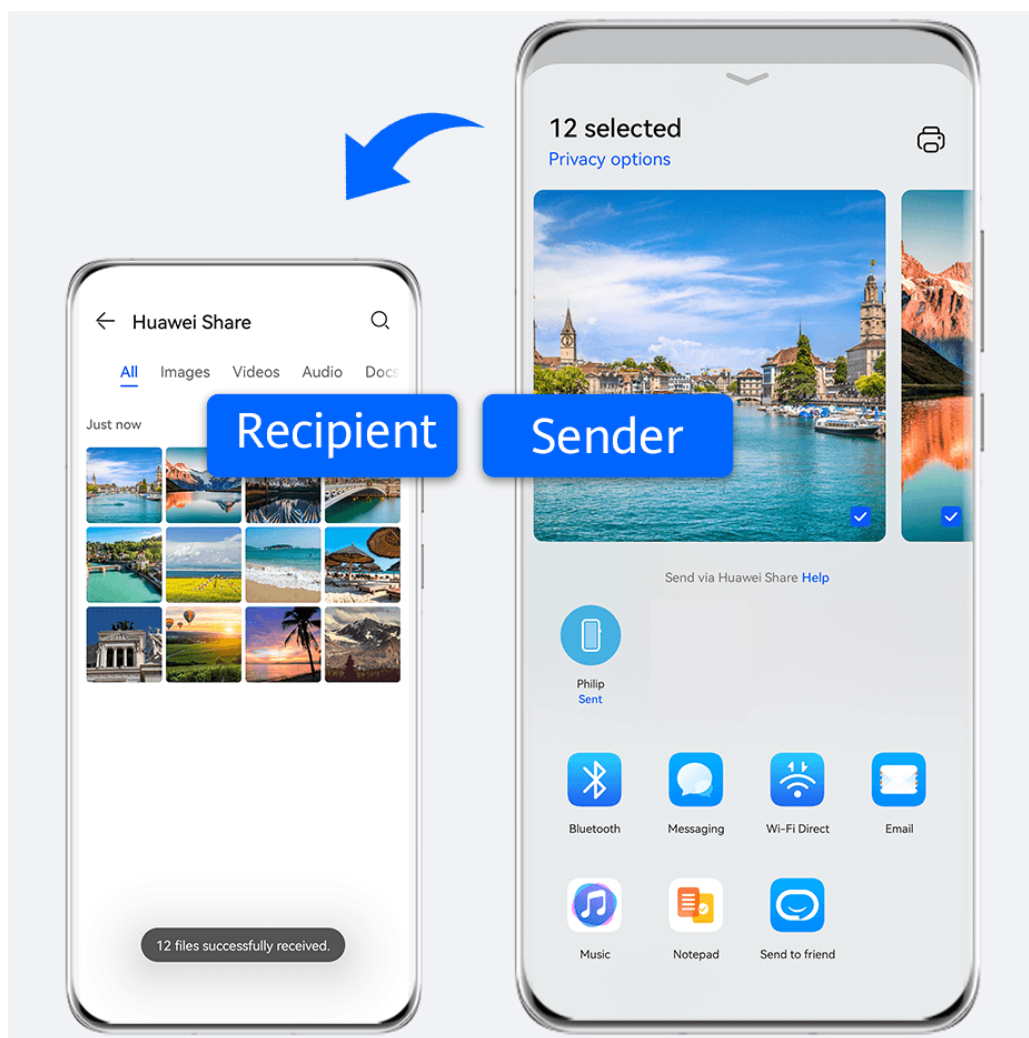 12 selected
Privacy options
Huawei Share
All Images Videos Audio Docs
Just now
Recipient
Sender
Send via Huawei Share Help
Philip
Sent
Bluetooth Messaging Wi-Fi Direct Email
Music Notepad Send to friend
12 files successfully received.